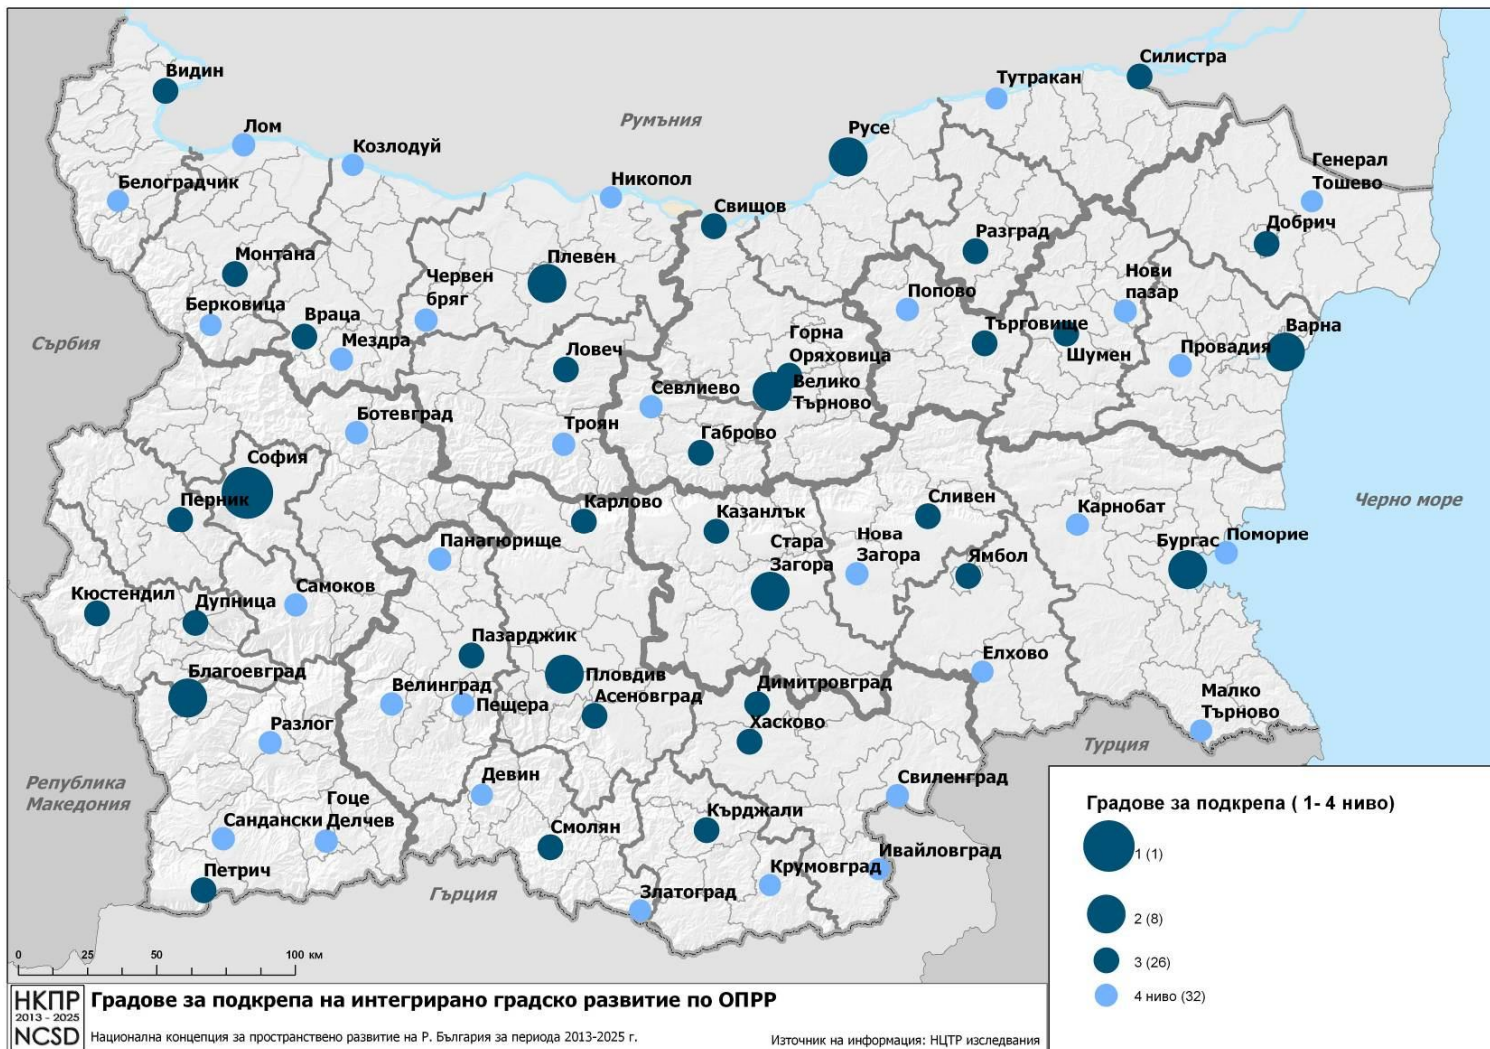 Видин
Силистра
Тутракан
Лом
Румъния
Русе
Козлодуй
Генерал
Тошево
Белоградчик
Никопол
Свищов
Добрич
Разград
Монтана
Плевен
Червен
бряг
Нови
пазар
Попово
Берковица
Враца
Горна
Оряховица
Търговище
Варна
Сърбия
Мездра
Ловеч
Шумен
Провадия
Велико
Търново
Севлиево
Ботевград
Троян
Габрово
София
Перник
Карлово
Казанлък
Сливен
Карнобат
Черно море
Панагюрище
Стара
Загора
Нова
Загора
Ямбол
Бургас
Поморие
Кюстендил
Дупница
Самоков
Пазарджик
Елхово
Благоевград
Велинград
Пещера
Пловдив
Асеновград
Димитровград
Хасково
Малко
Търново
Разлог
Турция
Република
Македония
Девин
Свиленград
Гоце
Делчев
Сандански
Смолян
Кърджали
Ивайловград
Петрич
Гърция
Златоград
Крумовград
Градове за подкрепа ( 1- 4 ниво)
1 (1)
2 (8)
3 (26)
4 ниво (32)
0 25 50 100 км
НКПР
2013 - 2025
NCSD
Градове за подкрепа на интегрирано градско развитие по ОПРР
Национална концепция за пространствено развитие на Р. България за периода 2013-2025 г.
Източник на информация: НЦТР изследвания